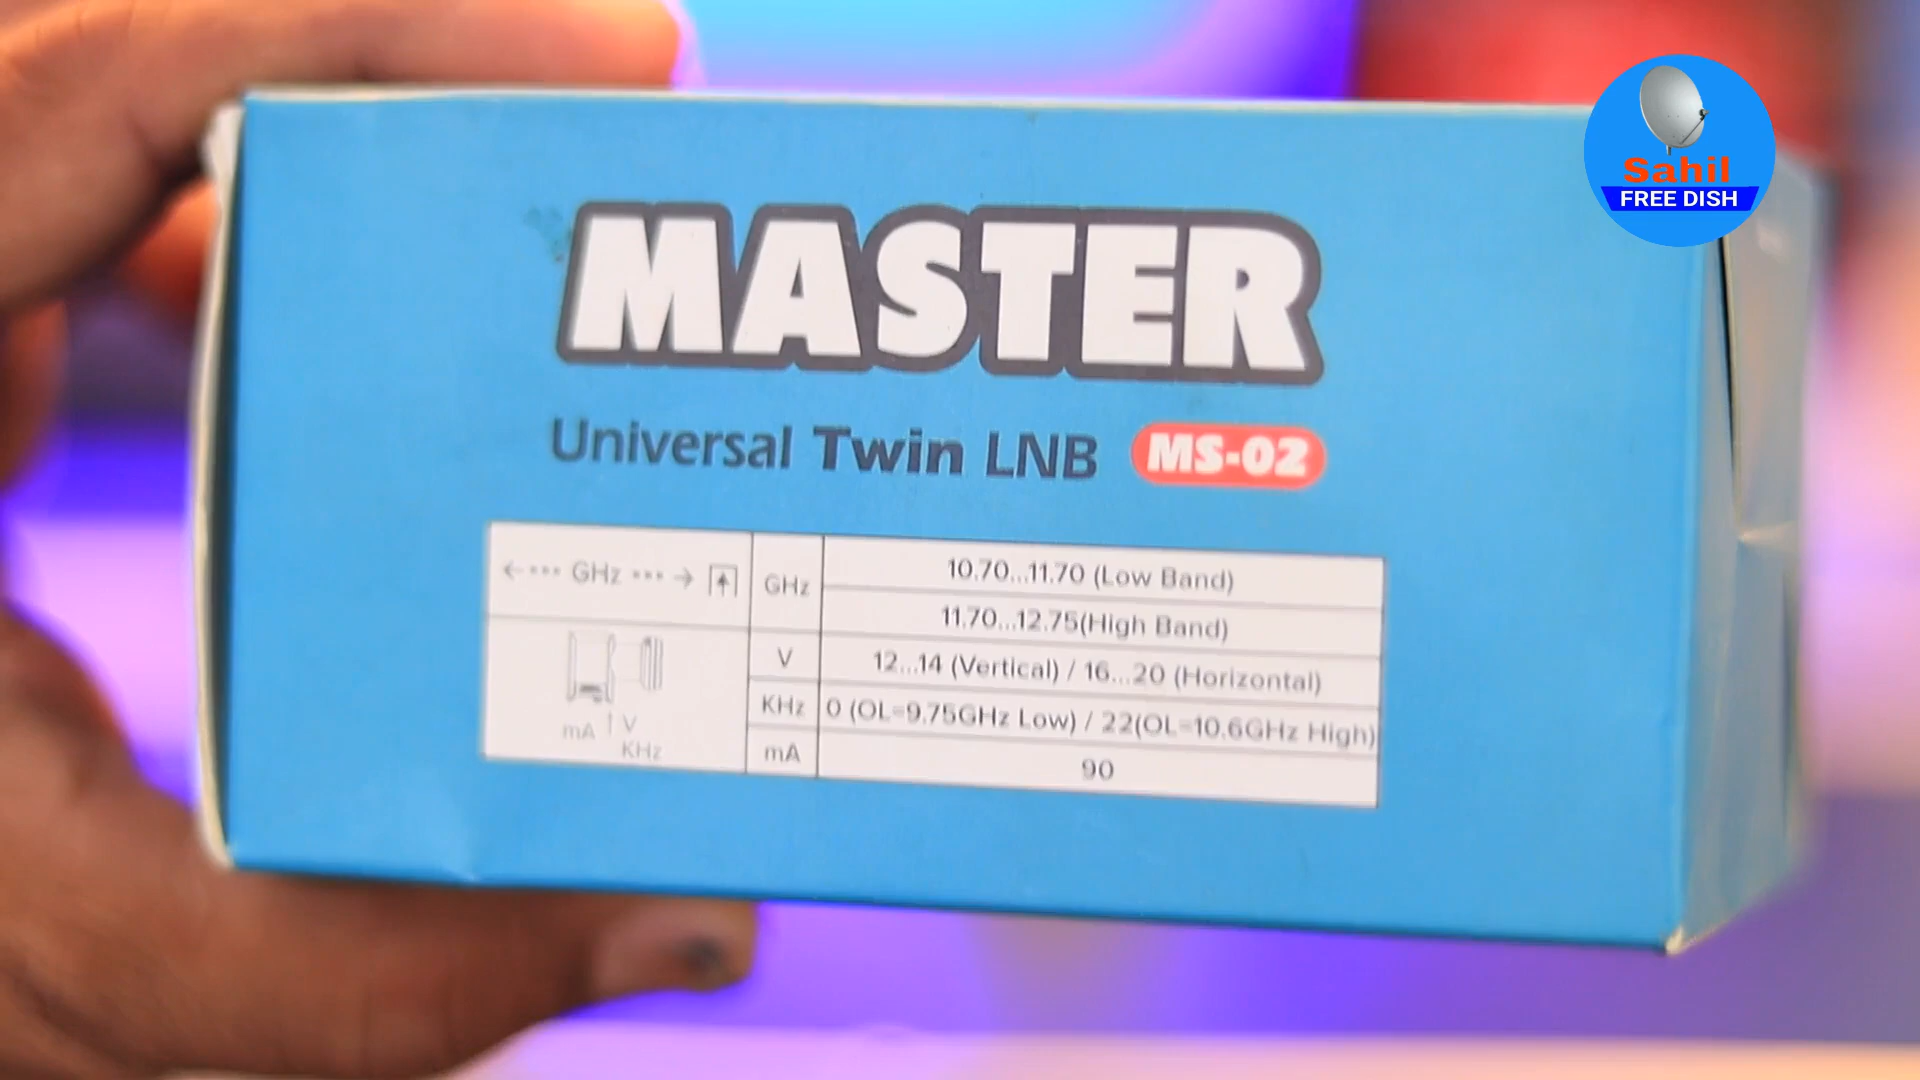 Sahil
FREE DISH
MASTER
Universal Twin LNB MS-02
←--- GHz ---→
GHz
10.70...11.70 (Low Band)
11.70...12.75(High Band)
V
12...14 (Vertical) / 16...20 (Horizontal)
KHz
0 (OL=9.75GHz Low) / 22(OL=10.6GHz High)
mA
90
mA ↑ V
KHz